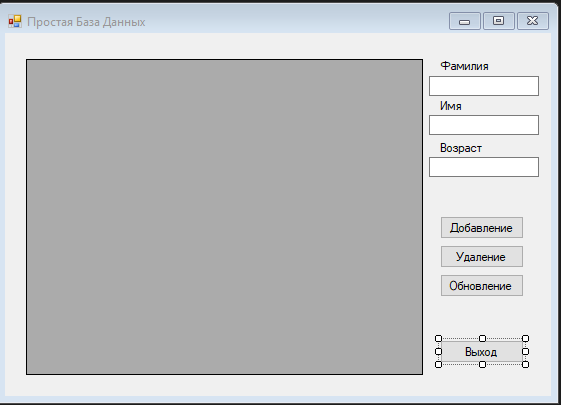 Простая База Данных
Фамилия
Имя
Возраст
Добавление
Удаление
Обновление
Выход